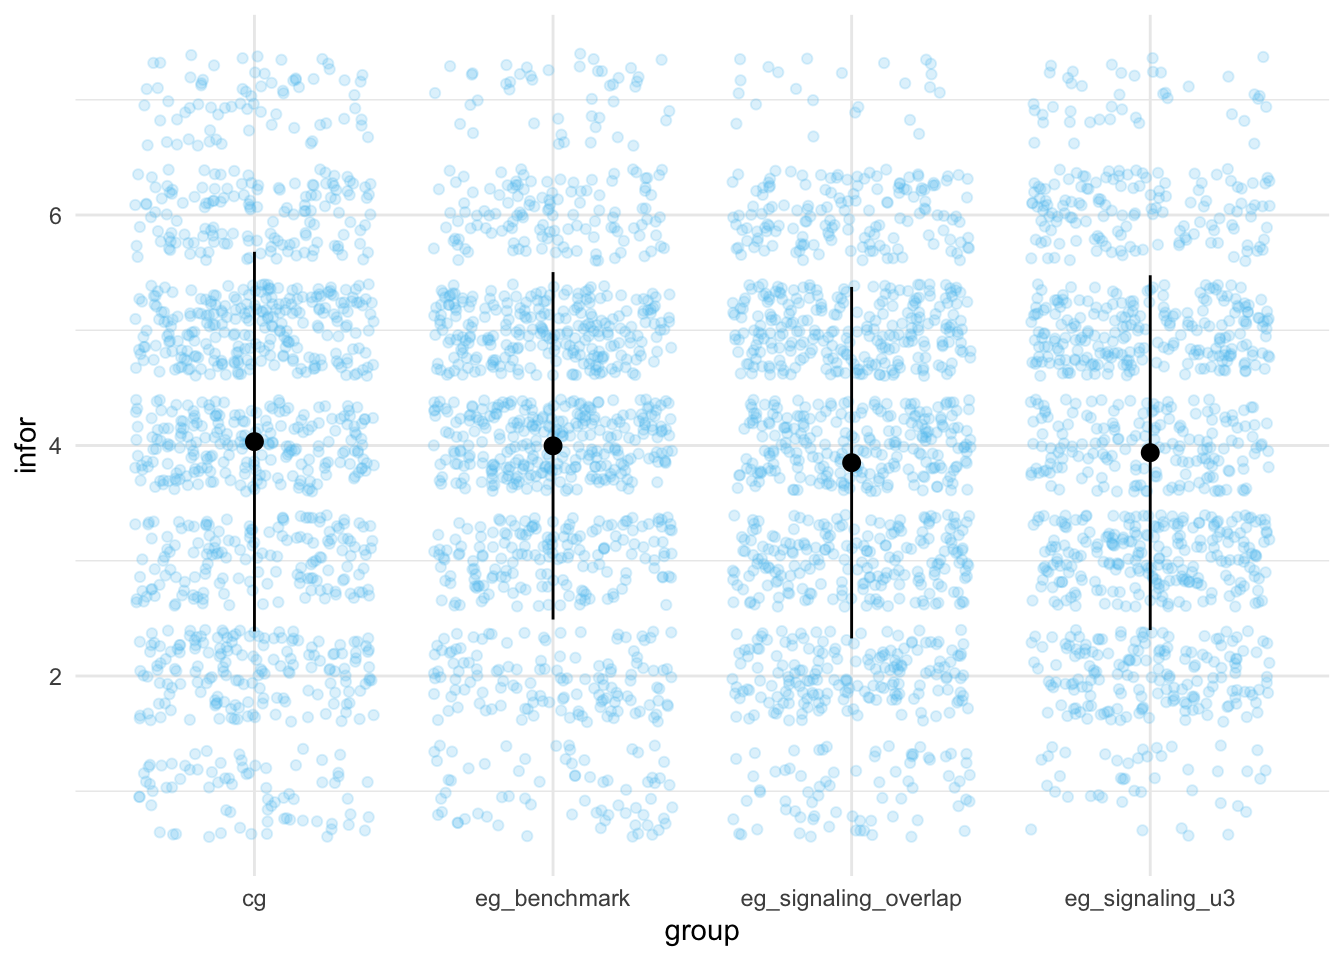 infor
6
4
2
cg
eg_benchmark
eg_signaling_overlap
eg_signaling_u3
group